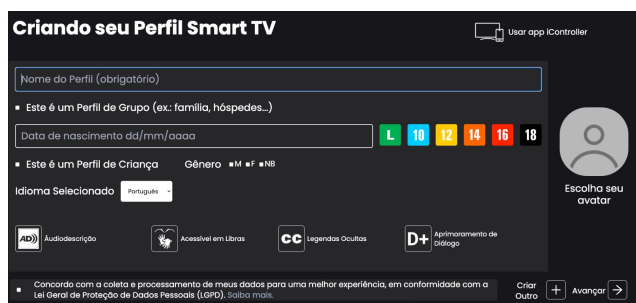 Criando seu Perfil Smart TV
Usar app iController
Nome do Perfil (obrigatório)
Este é um Perfil de Grupo (ex.: família, hóspedes...)
Data de nascimento dd/mm/aaaa
L 10 12 14 16 18
Este é um Perfil de Criança Gênero M F NB
Idioma Selecionado Português
Escolha seu
avatar
AD)) Audiodescrição
Acessível em Libras
CC Legendas Ocultas
D+ Aprimoramento de
Diálogo
Concordo com a coleta e processamento de meus dados para uma melhor experiência, em conformidade com a
Lei Geral de Proteção de Dados Pessoais (LGPD). Saiba mais.
Criar
Outro
Avançar